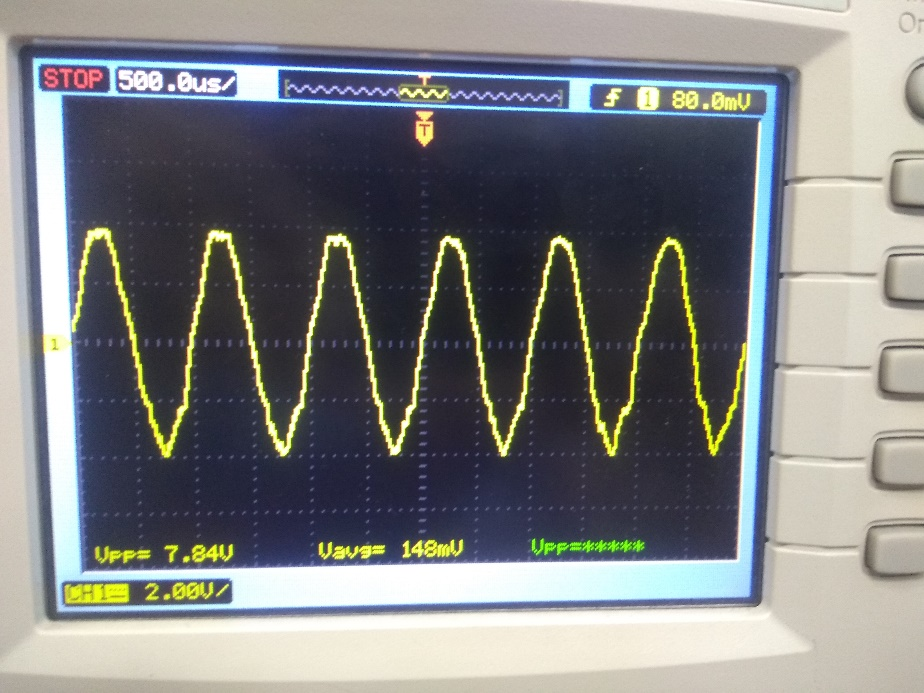 STOP 500.0us/ T 1 80.0mV
T
1
Vpp= 7.84V Vavg= 148mV Vpp=*****
CH1 2.00V/